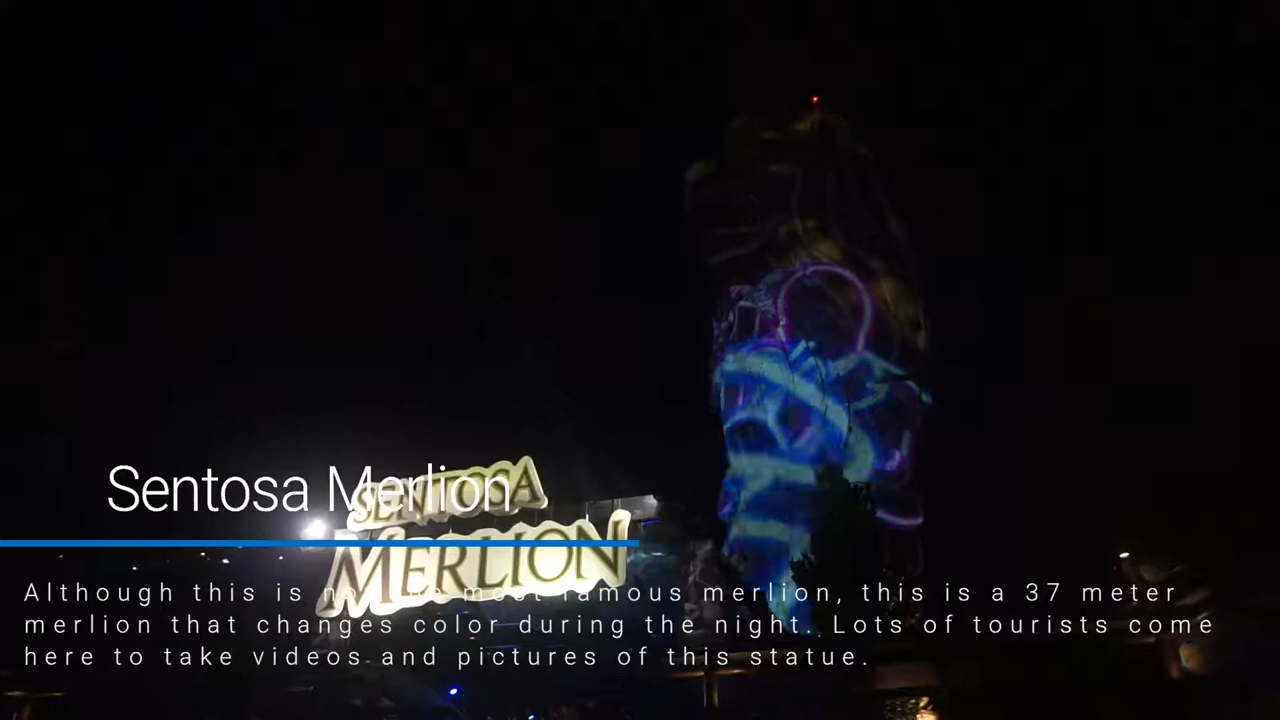 Sentosa Merlion
SENTOSA
MERLION
Although this is not the most famous merlion, this is a 37 meter
merlion that changes color during the night. Lots of tourists come
here to take videos and pictures of this statue.